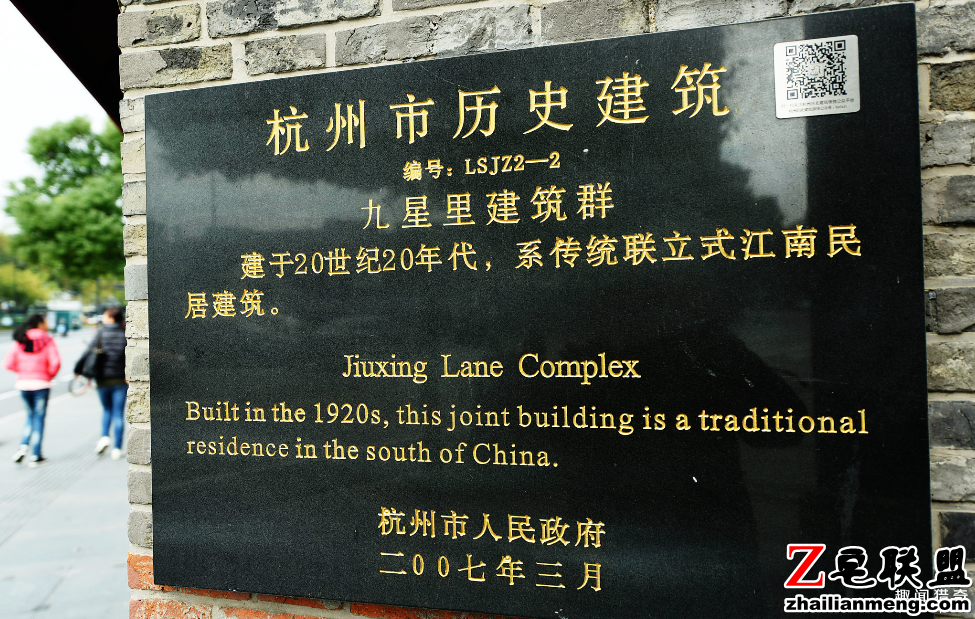 杭州市历史建筑
编号：LSJZ2—2
九星里建筑群
建于20世纪20年代，系传统联立式江南民
居建筑。
Jiuxing Lane Complex
Built in the 1920s, this joint building is a traditional
residence in the south of China.
杭州市人民政府
二00七年三月
Z宅联盟
趣闻猎奇
zhailianmeng.com